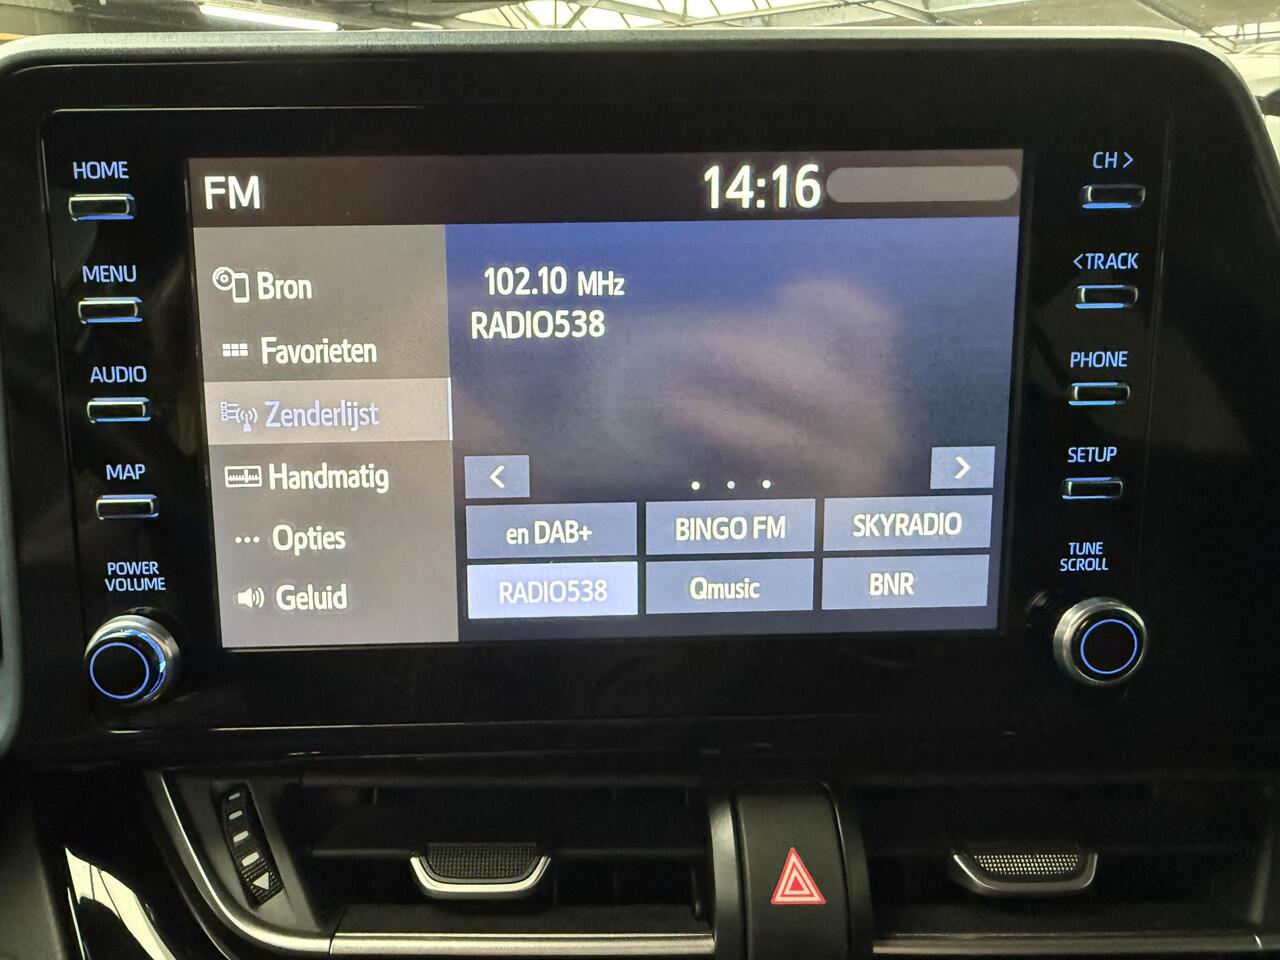 HOME
MENU
AUDIO
MAP
POWER
VOLUME
FM
14:16
Bron
Favorieten
Zenderlijst
Handmatig
Opties
Geluid
102.10 MHz
RADIO538
<
>
en DAB+
BINGO FM
SKYRADIO
RADIO538
Qmusic
BNR
CH >
< TRACK
PHONE
SETUP
TUNE
SCROLL